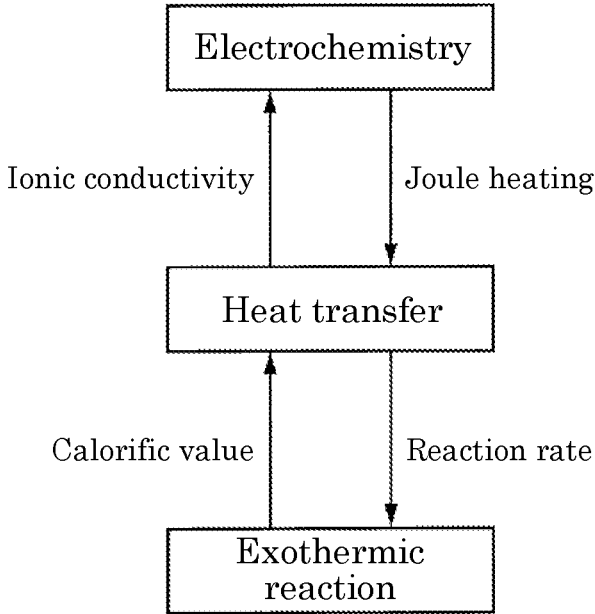 Electrochemistry
Ionic conductivity
Joule heating
Heat transfer
Calorific value
Reaction rate
Exothermic
reaction